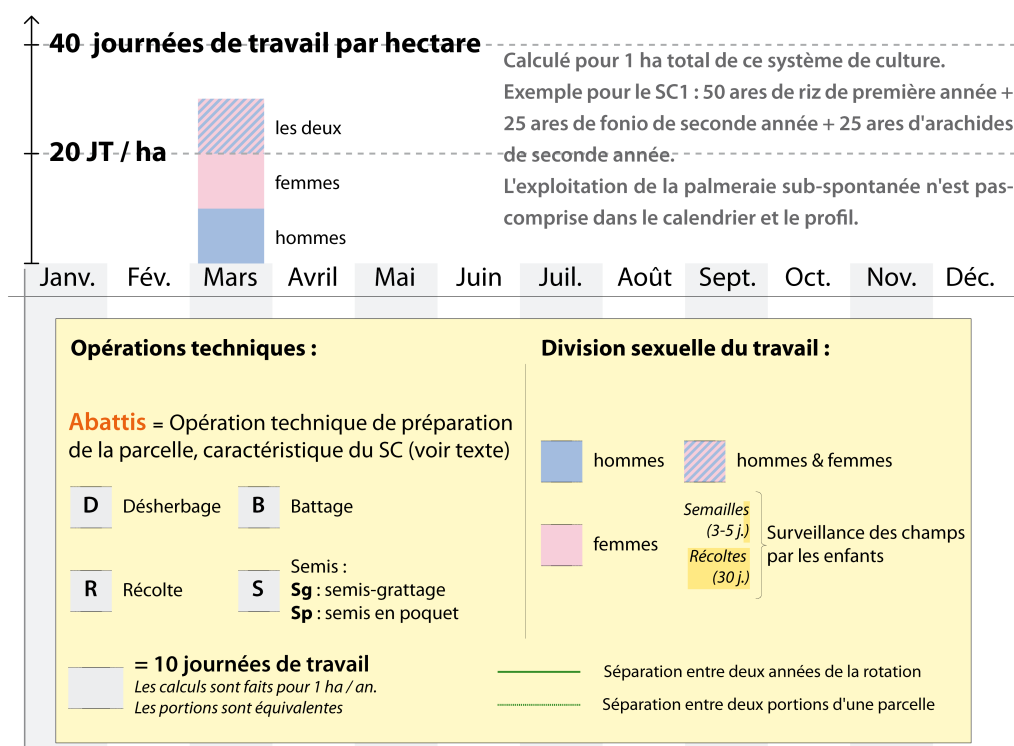 40 journées de travail par hectare
Calculé pour 1 ha total de ce système de culture.
Exemple pour le SC1 : 50 ares de riz de première année +
25 ares de fonio de seconde année + 25 ares d'arachides
de seconde année.
L'exploitation de la palmeraie sub-spontanée n'est pas-
comprise dans le calendrier et le profil.
les deux
20 JT / ha
femmes
hommes
Janv. Fév. Mars Avril Mai Juin Juil. Août Sept. Oct. Nov. Déc.
Opérations techniques :
Abattis = Opération technique de préparation
de la parcelle, caractéristique du SC (voir texte)
D Désherbage B Battage
R Récolte S Semis :
Sg : semis-grattage
Sp : semis en poquet
= 10 journées de travail
Les calculs sont faits pour 1 ha / an.
Les portions sont équivalentes
Division sexuelle du travail :
hommes hommes & femmes
femmes
Semailles
(3-5 j.)
Récoltes
(30 j.)
Surveillance des champs
par les enfants
Séparation entre deux années de la rotation
Séparation entre deux portions d'une parcelle